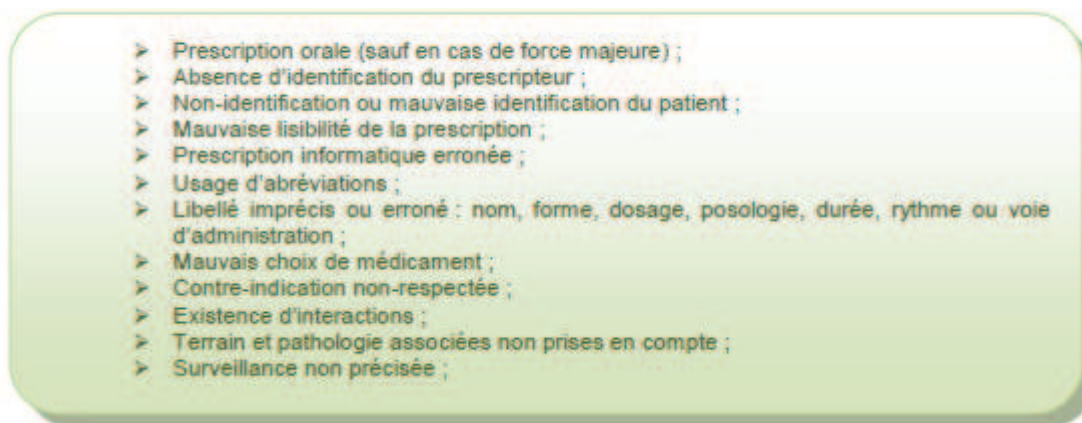 ➢ Prescription orale (sauf en cas de force majeure) ;
➢ Absence d'identification du prescripteur ;
➢ Non-identification ou mauvaise identification du patient ;
➢ Mauvaise lisibilité de la prescription ;
➢ Prescription informatique erronée ;
➢ Usage d'abréviations ;
➢ Libellé imprécis ou erroné : nom, forme, dosage, posologie, durée, rythme ou voie
d'administration ;
➢ Mauvais choix de médicament ;
➢ Contre-indication non-respectée ;
➢ Existence d'interactions ;
➢ Terrain et pathologie associées non prises en compte ;
➢ Surveillance non précisée ;